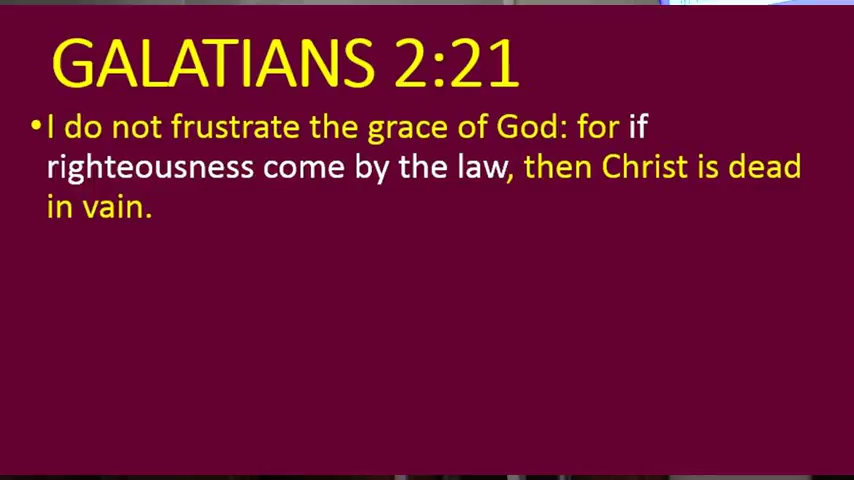 GALATIANS 2:21
•I do not frustrate the grace of God: for if
righteousness come by the law, then Christ is dead
in vain.